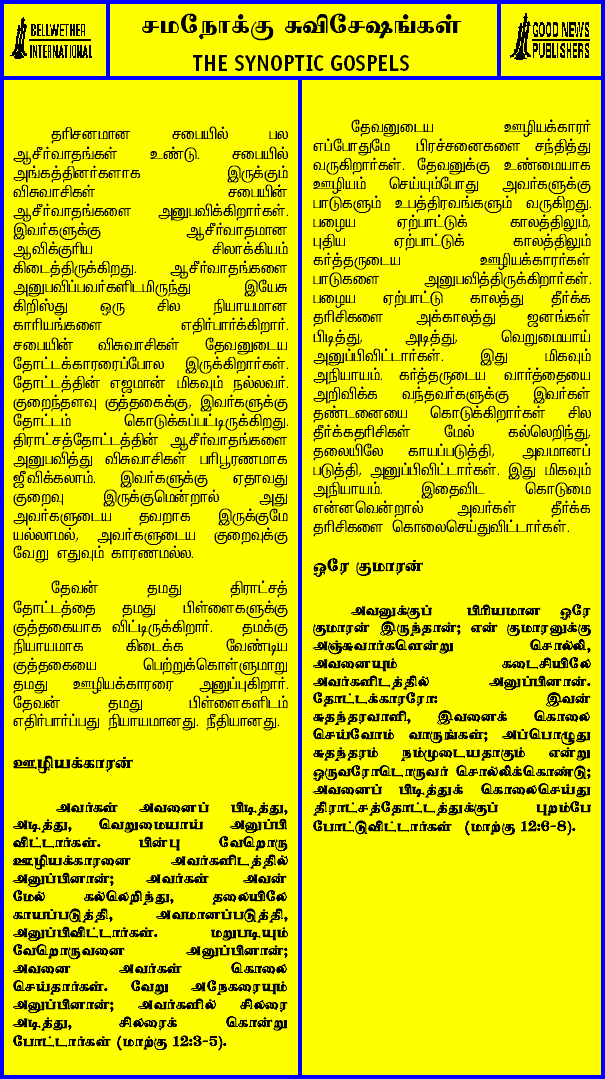 BELLWETHER
INTERNATIONAL
சமநோக்கு சுவிசேஷங்கள்
THE SYNOPTIC GOSPELS
GOOD NEWS
PUBLISHERS
தரிசனமான சபையில் பல
ஆசீர்வாதங்கள் உண்டு. சபையில்
அங்கத்தினர்களாக இருக்கும்
விசுவாசிகள் சபையின்
ஆசீர்வாதங்களை அனுபவிக்கிறார்கள்.
இவர்களுக்கு ஆசீர்வாதமான
ஆவிக்குரிய சிலாக்கியம்
கிடைத்திருக்கிறது. ஆசீர்வாதங்களை
அனுபவிப்பவர்களிடமிருந்து இயேசு
கிறிஸ்து ஒரு சில நியாயமான
காரியங்களை எதிர்பார்க்கிறார்.
சபையின் விசுவாசிகள் தேவனுடைய
தோட்டக்காரரைப்போல இருக்கிறார்கள்.
தோட்டத்தின் எஜமான் மிகவும் நல்லவர்.
குறைந்தளவு குத்தகைக்கு, இவர்களுக்கு
தோட்டம் கொடுக்கப்பட்டிருக்கிறது.
திராட்சத்தோட்டத்தின் ஆசீர்வாதங்களை
அனுபவித்து விசுவாசிகள் பரிபூரணமாக
ஜீவிக்கலாம். இவர்களுக்கு ஏதாவது
குறைவு இருக்குமென்றால் அது
அவர்களுடைய தவறாக இருக்குமே
யல்லாமல், அவர்களுடைய குறைவுக்கு
வேறு எதுவும் காரணமல்ல.
தேவன் தமது திராட்சத்
தோட்டத்தை தமது பிள்ளைகளுக்கு
குத்தகையாக விட்டிருக்கிறார். தமக்கு
நியாயமாக கிடைக்க வேண்டிய
குத்தகையை பெற்றுக்கொள்ளுமாறு
தமது ஊழியக்காரரை அனுப்புகிறார்.
தேவன் தமது பிள்ளைகளிடம்
எதிர்பார்ப்பது நியாயமானது. நீதியானது.
ஊழியக்காரன்
அவர்கள் அவனைப் பிடித்து,
அடித்து, வெறுமையாய் அனுப்பி
விட்டார்கள். பின்பு வேறொரு
ஊழியக்காரனை அவர்களிடத்தில்
அனுப்பினான்; அவர்கள் அவன்
மேல் கல்லெறிந்து, தலையிலே
காயப்படுத்தி, அவமானப்படுத்தி,
அனுப்பிவிட்டார்கள். மறுபடியும்
வேறொருவனை அனுப்பினான்;
அவனை அவர்கள் கொலை
செய்தார்கள். வேறு அநேகரையும்
அனுப்பினான்; அவர்களில் சிலரை
அடித்து, சிலரைக் கொன்று
போட்டார்கள் (மாற்கு 12:3-5).
தேவனுடைய ஊழியக்காரர்
எப்போதுமே பிரச்சனைகளை சந்தித்து
வருகிறார்கள். தேவனுக்கு உண்மையாக
ஊழியம் செய்யும்போது அவர்களுக்கு
பாடுகளும் உபத்திரவங்களும் வருகிறது.
பழைய ஏற்பாட்டுக் காலத்திலும்,
புதிய ஏற்பாட்டுக் காலத்திலும்
கர்த்தருடைய ஊழியக்காரர்கள்
பாடுகளை அனுபவித்திருக்கிறார்கள்.
பழைய ஏற்பாட்டு காலத்து தீர்க்க
தரிசிகளை அக்காலத்து ஜனங்கள்
பிடித்து, அடித்து, வெறுமையாய்
அனுப்பிவிட்டார்கள். இது மிகவும்
அநியாயம். கர்த்தருடைய வார்த்தையை
அறிவிக்க வந்தவர்களுக்கு இவர்கள்
தண்டனையை கொடுக்கிறார்கள் சில
தீர்க்கதரிசிகள் மேல் கல்லெறிந்து,
தலையிலே காயப்படுத்தி, அவமானப்
படுத்தி, அனுப்பிவிட்டார்கள். இது மிகவும்
அநியாயம். இதைவிட கொடுமை
என்னவென்றால் அவர்கள் தீர்க்க
தரிசிகளை கொலைசெய்துவிட்டார்கள்.
ஒரே குமாரன்
அவனுக்குப் பிரியமான ஒரே
குமாரன் இருந்தான்; என் குமாரனுக்கு
அஞ்சுவார்களென்று சொல்லி,
அவனையும் கடைசியிலே
அவர்களிடத்தில் அனுப்பினான்.
தோட்டக்காரரோ: இவன்
சுதந்தரவாளி, இவனைக் கொலை
செய்வோம் வாருங்கள்; அப்பொழுது
சுதந்தரம் நம்முடையதாகும் என்று
ஒருவரோடொருவர் சொல்லிக்கொண்டு;
அவனைப் பிடித்துக் கொலைசெய்து
திராட்சத்தோட்டத்துக்குப் புறம்பே
போட்டுவிட்டார்கள் (மாற்கு 12:6-8).